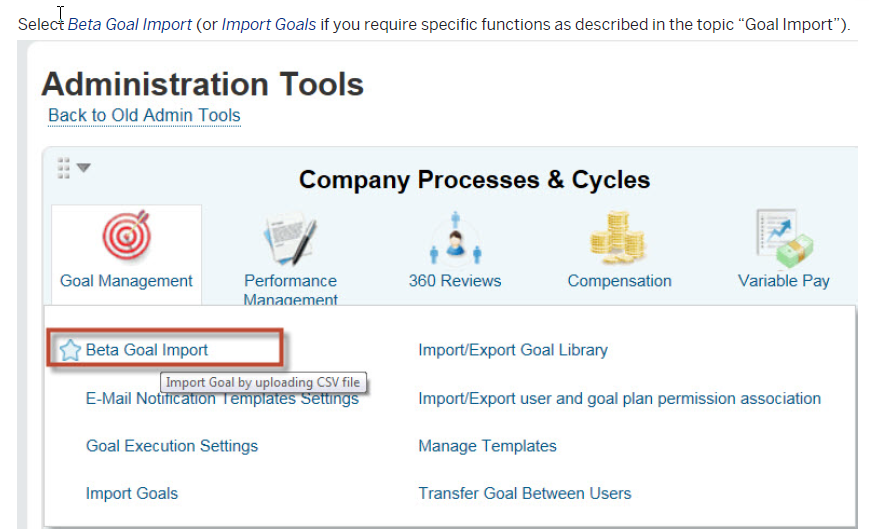 Select Beta Goal Import (or Import Goals if you require specific functions as described in the topic “Goal Import”).
Administration Tools
Back to Old Admin Tools
Company Processes & Cycles
Goal Management
Performance
Management
360 Reviews
Compensation
Variable Pay
Beta Goal Import
Import/Export Goal Library
Import Goal by uploading CSV file
E-Mail Notification Templates Settings
Import/Export user and goal plan permission association
Goal Execution Settings
Manage Templates
Import Goals
Transfer Goal Between Users